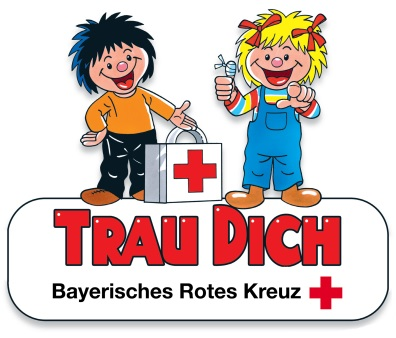 TRAU DICH
Bayerisches Rotes Kreuz